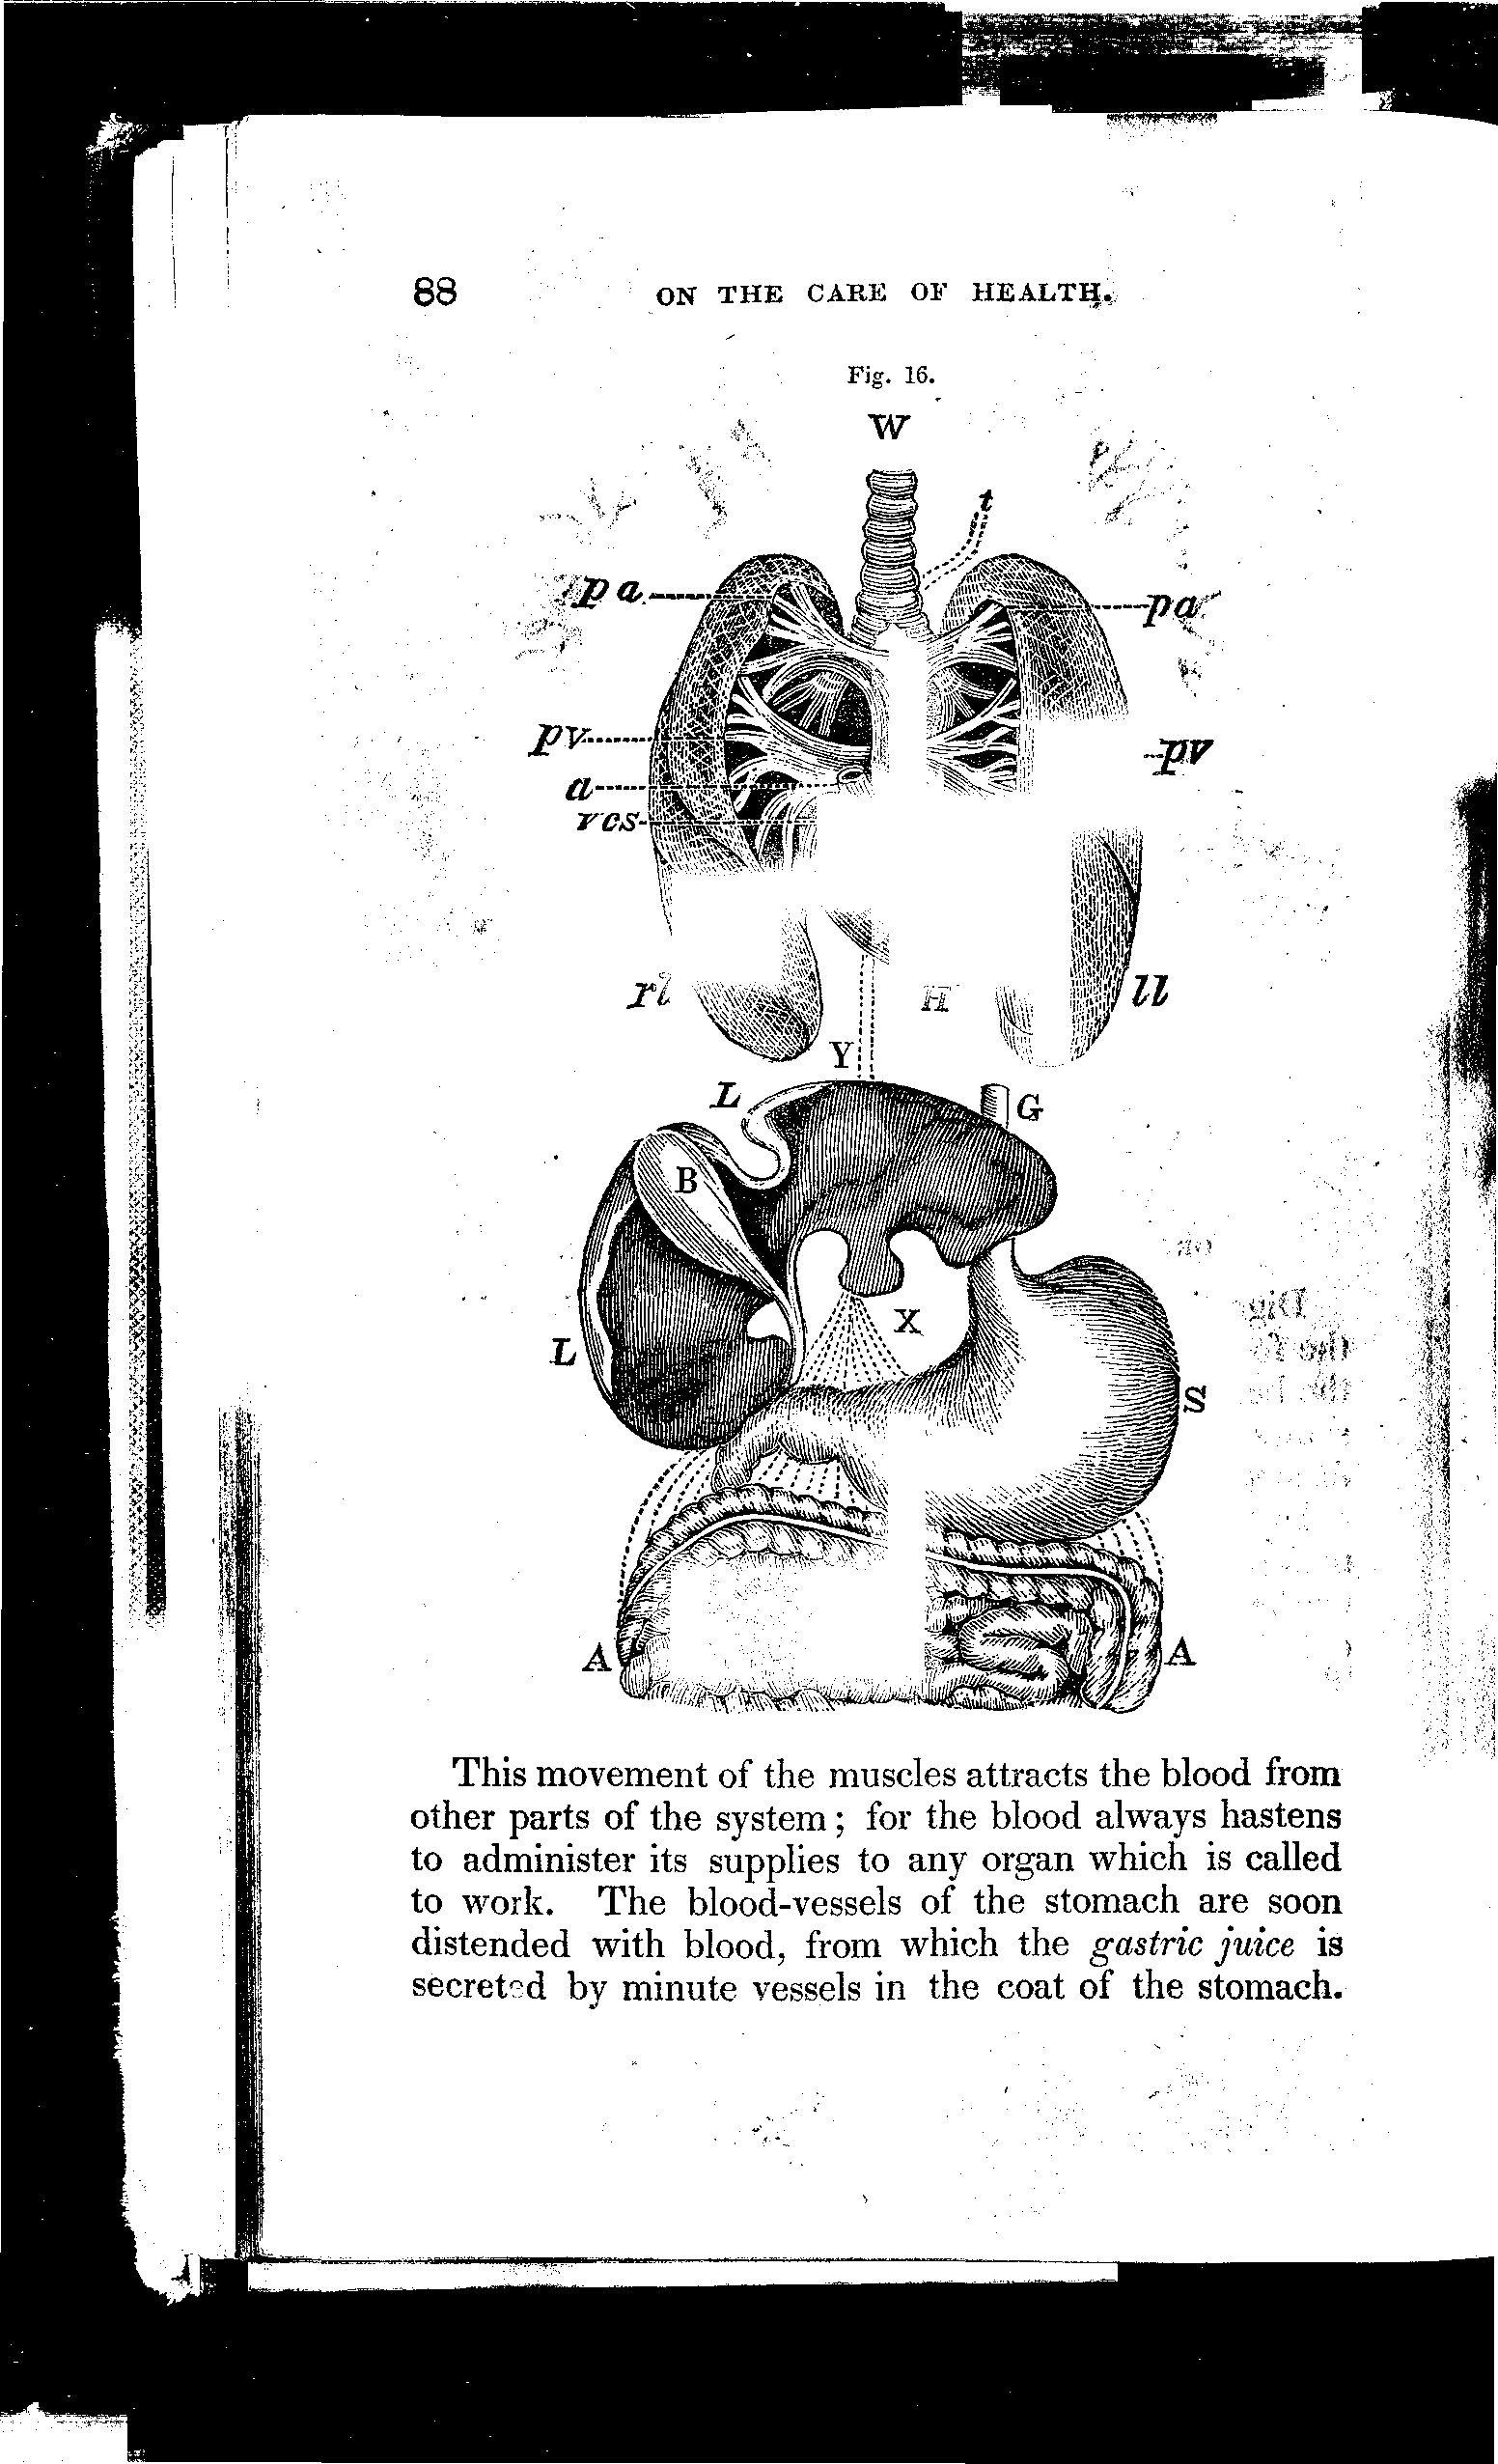 88 ON THE CARE OF HEALTH.
Fig. 16.
W
t
pa pa
pv pv
a
vcs
rl H ll
Y
L G
B
X
L S
A A
This movement of the muscles attracts the blood from
other parts of the system; for the blood always hastens
to administer its supplies to any organ which is called
to work. The blood-vessels of the stomach are soon
distended with blood, from which the gastric juice is
secreted by minute vessels in the coat of the stomach.